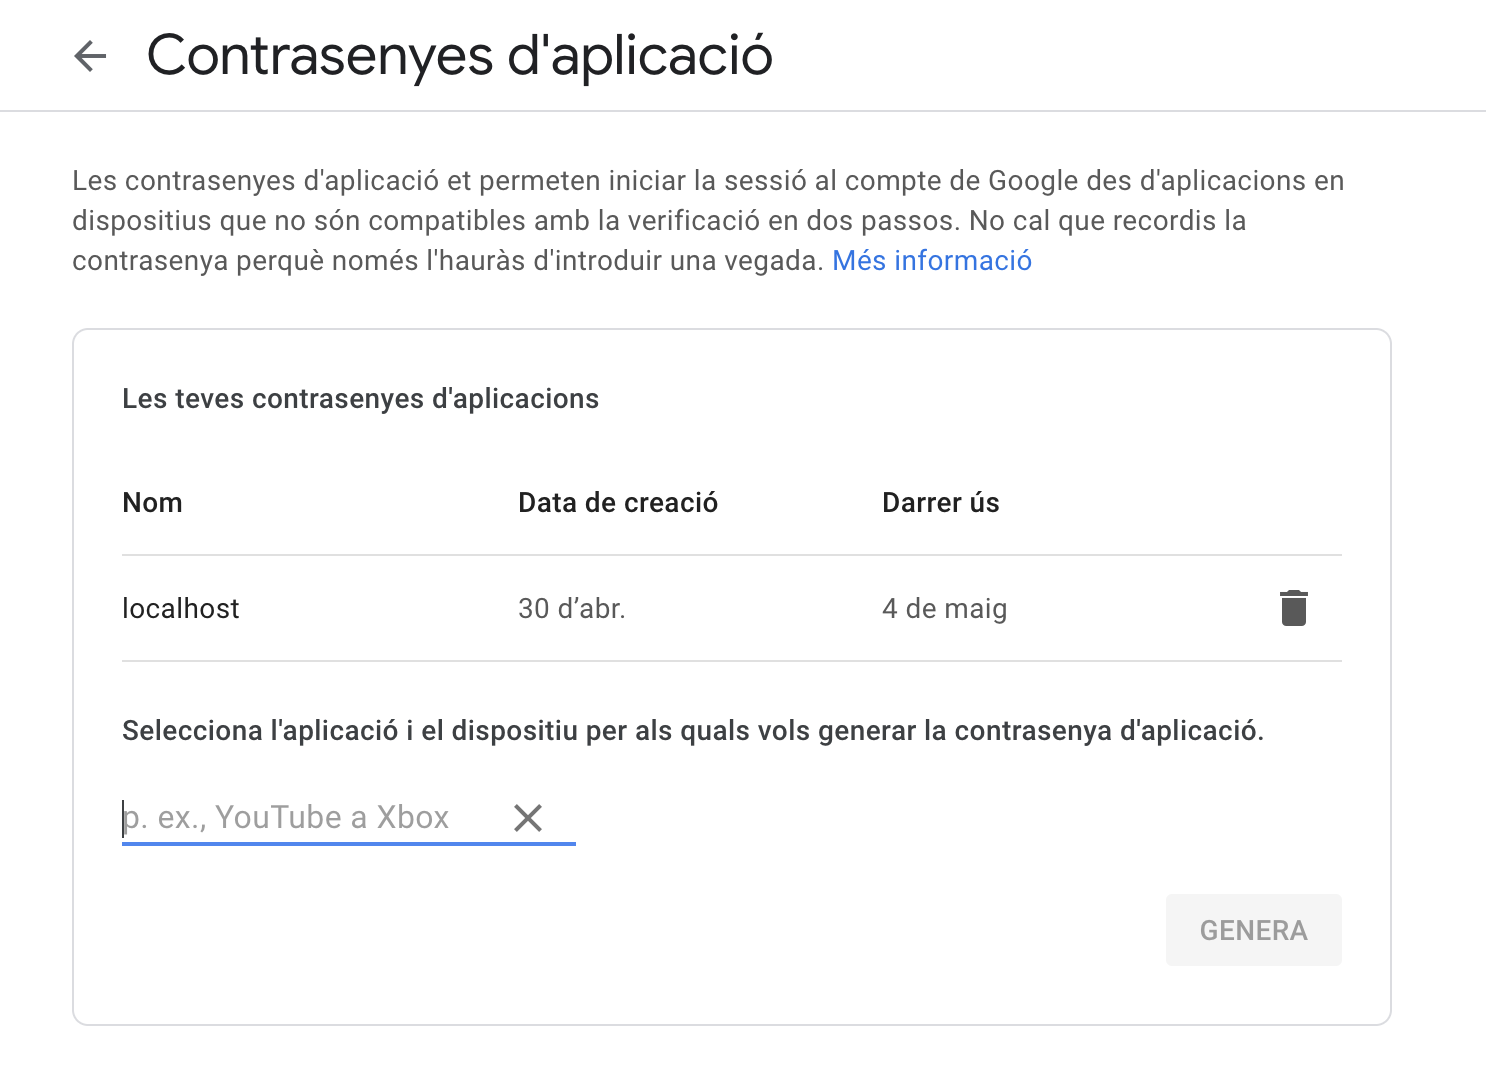 Contrasenyes d'aplicació
Les contrasenyes d'aplicació et permeten iniciar la sessió al compte de Google des d'aplicacions en
dispositius que no són compatibles amb la verificació en dos passos. No cal que recordis la
contrasenya perquè només l'hauràs d'introduir una vegada. Més informació
Les teves contrasenyes d'aplicacions
Nom Data de creació Darrer ús
localhost 30 d’abr. 4 de maig
Selecciona l'aplicació i el dispositiu per als quals vols generar la contrasenya d'aplicació.
p. ex., YouTube a Xbox
GENERA